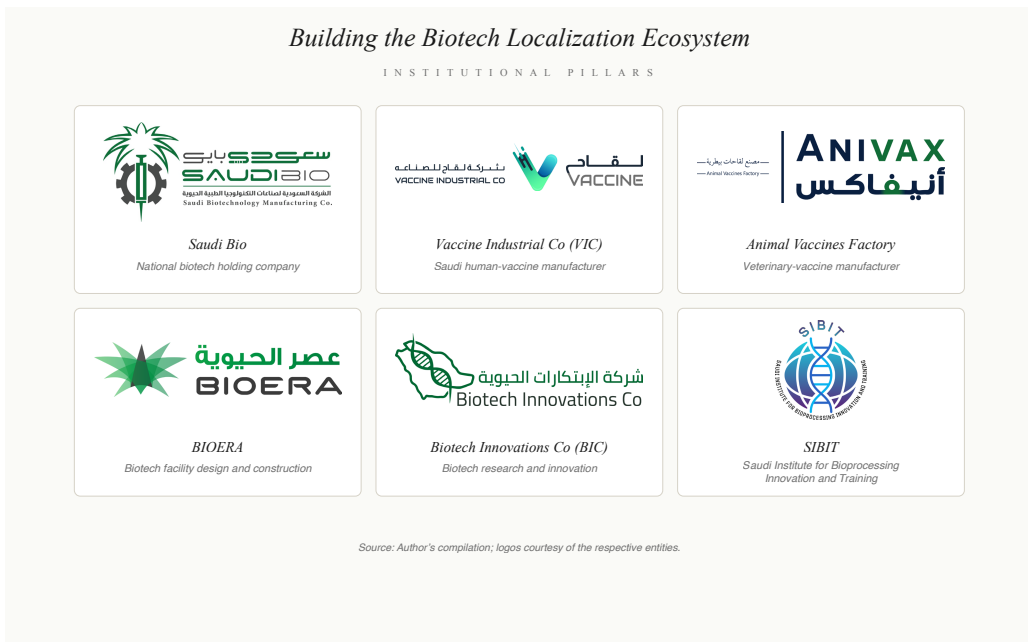 Building the Biotech Localization Ecosystem
INSTITUTIONAL PILLARS
سعودي بايو
SAUDIBIO
الشركة السعودية لصناعات التكنولوجيا الطبية الحيوية
Saudi Biotechnology Manufacturing Co.
Saudi Bio
National biotech holding company
شركة لقاح للصناعه
VACCINE INDUSTRIAL CO
لقاح
VACCINE
Vaccine Industrial Co (VIC)
Saudi human-vaccine manufacturer
مصنع لقاحات بيطرية
Animal Vaccines Factory
ANIVAX
أنيفاكس
Animal Vaccines Factory
Veterinary-vaccine manufacturer
عصر الحيوية
BIOERA
BIOERA
Biotech facility design and construction
شركة الإبتكارات الحيوية
Biotech Innovations Co
Biotech Innovations Co (BIC)
Biotech research and innovation
SIBIT
SAUDI INSTITUTE FOR BIOPROCESSING INNOVATION AND TRAINING
SIBIT
Saudi Institute for Bioprocessing
Innovation and Training
Source: Author's compilation; logos courtesy of the respective entities.